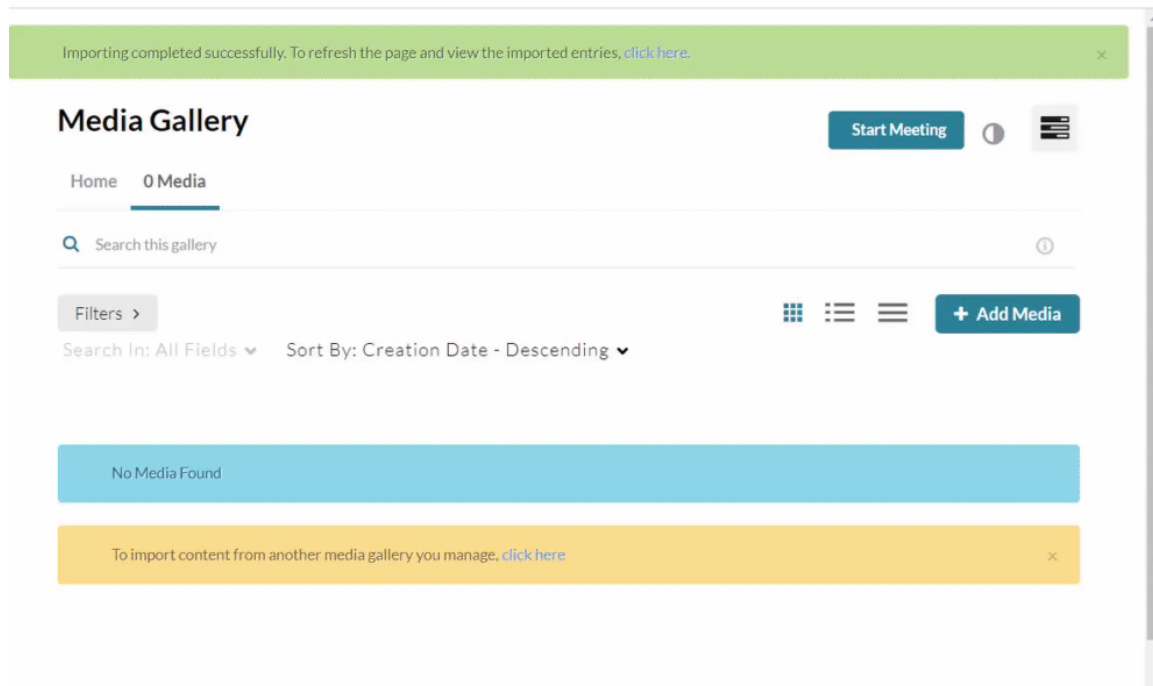 Importing completed successfully. To refresh the page and view the imported entries, click here.
Media Gallery
Start Meeting
Home 0 Media
Search this gallery
Filters
+ Add Media
Search In: All Fields Sort By: Creation Date - Descending
No Media Found
To import content from another media gallery you manage, click here